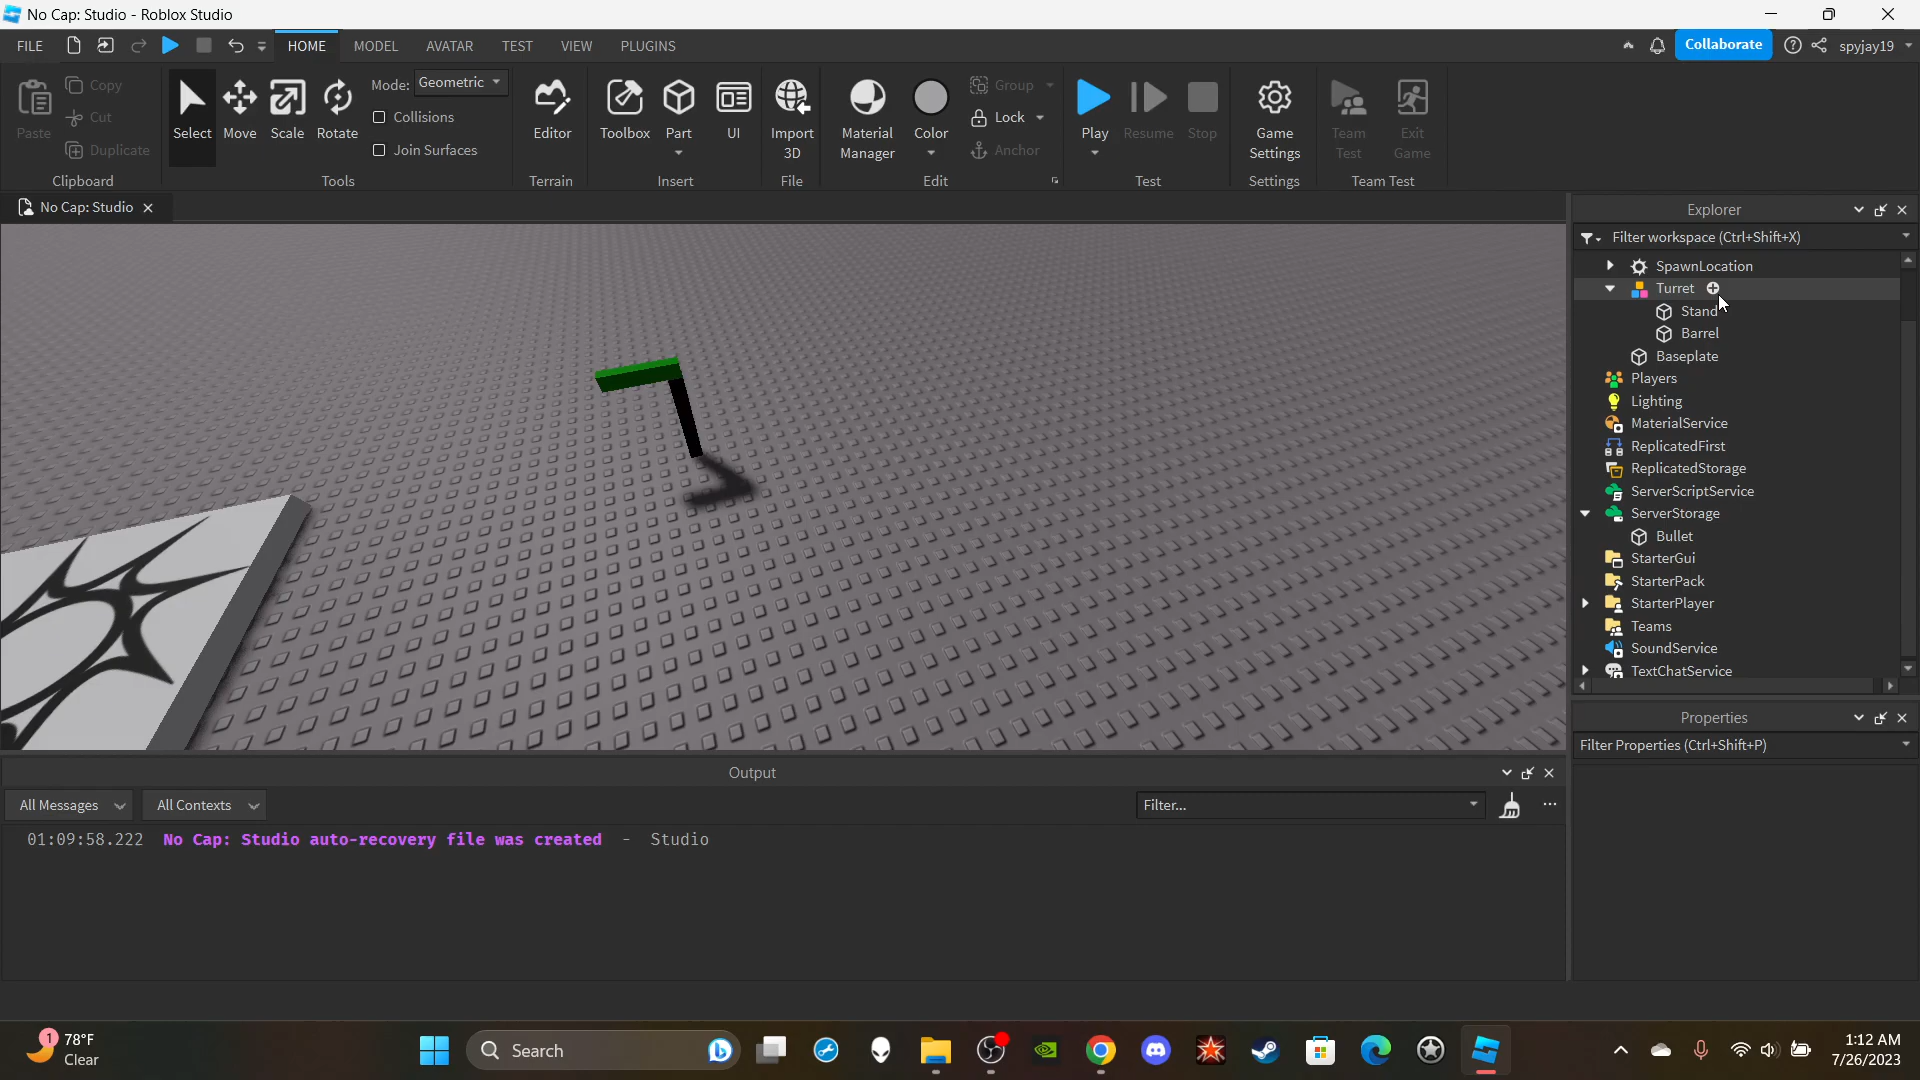 No Cap: Studio - Roblox Studio
FILE
HOME
MODEL
AVATAR
TEST
VIEW
PLUGINS
Collaborate
spyjay19
Paste
Copy
Cut
Duplicate
Clipboard
Select
Move
Scale
Rotate
Mode:
Geometric
Collisions
Join Surfaces
Tools
Editor
Terrain
Toolbox
Part
UI
Insert
Import
3D
File
Material
Manager
Color
Group
Lock
Anchor
Edit
Play
Resume
Stop
Test
Game
Settings
Settings
Team
Test
Exit
Game
Team Test
No Cap: Studio
Explorer
Filter workspace (Ctrl+Shift+X)
SpawnLocation
Turret
Stand
Barrel
Baseplate
Players
Lighting
MaterialService
ReplicatedFirst
ReplicatedStorage
ServerScriptService
ServerStorage
Bullet
StarterGui
StarterPack
StarterPlayer
Teams
SoundService
TextChatService
Properties
Filter Properties (Ctrl+Shift+P)
Output
All Messages
All Contexts
Filter...
01:09:58.222 No Cap: Studio auto-recovery file was created - Studio
1
78°F
Clear
Search
1:12 AM
7/26/2023